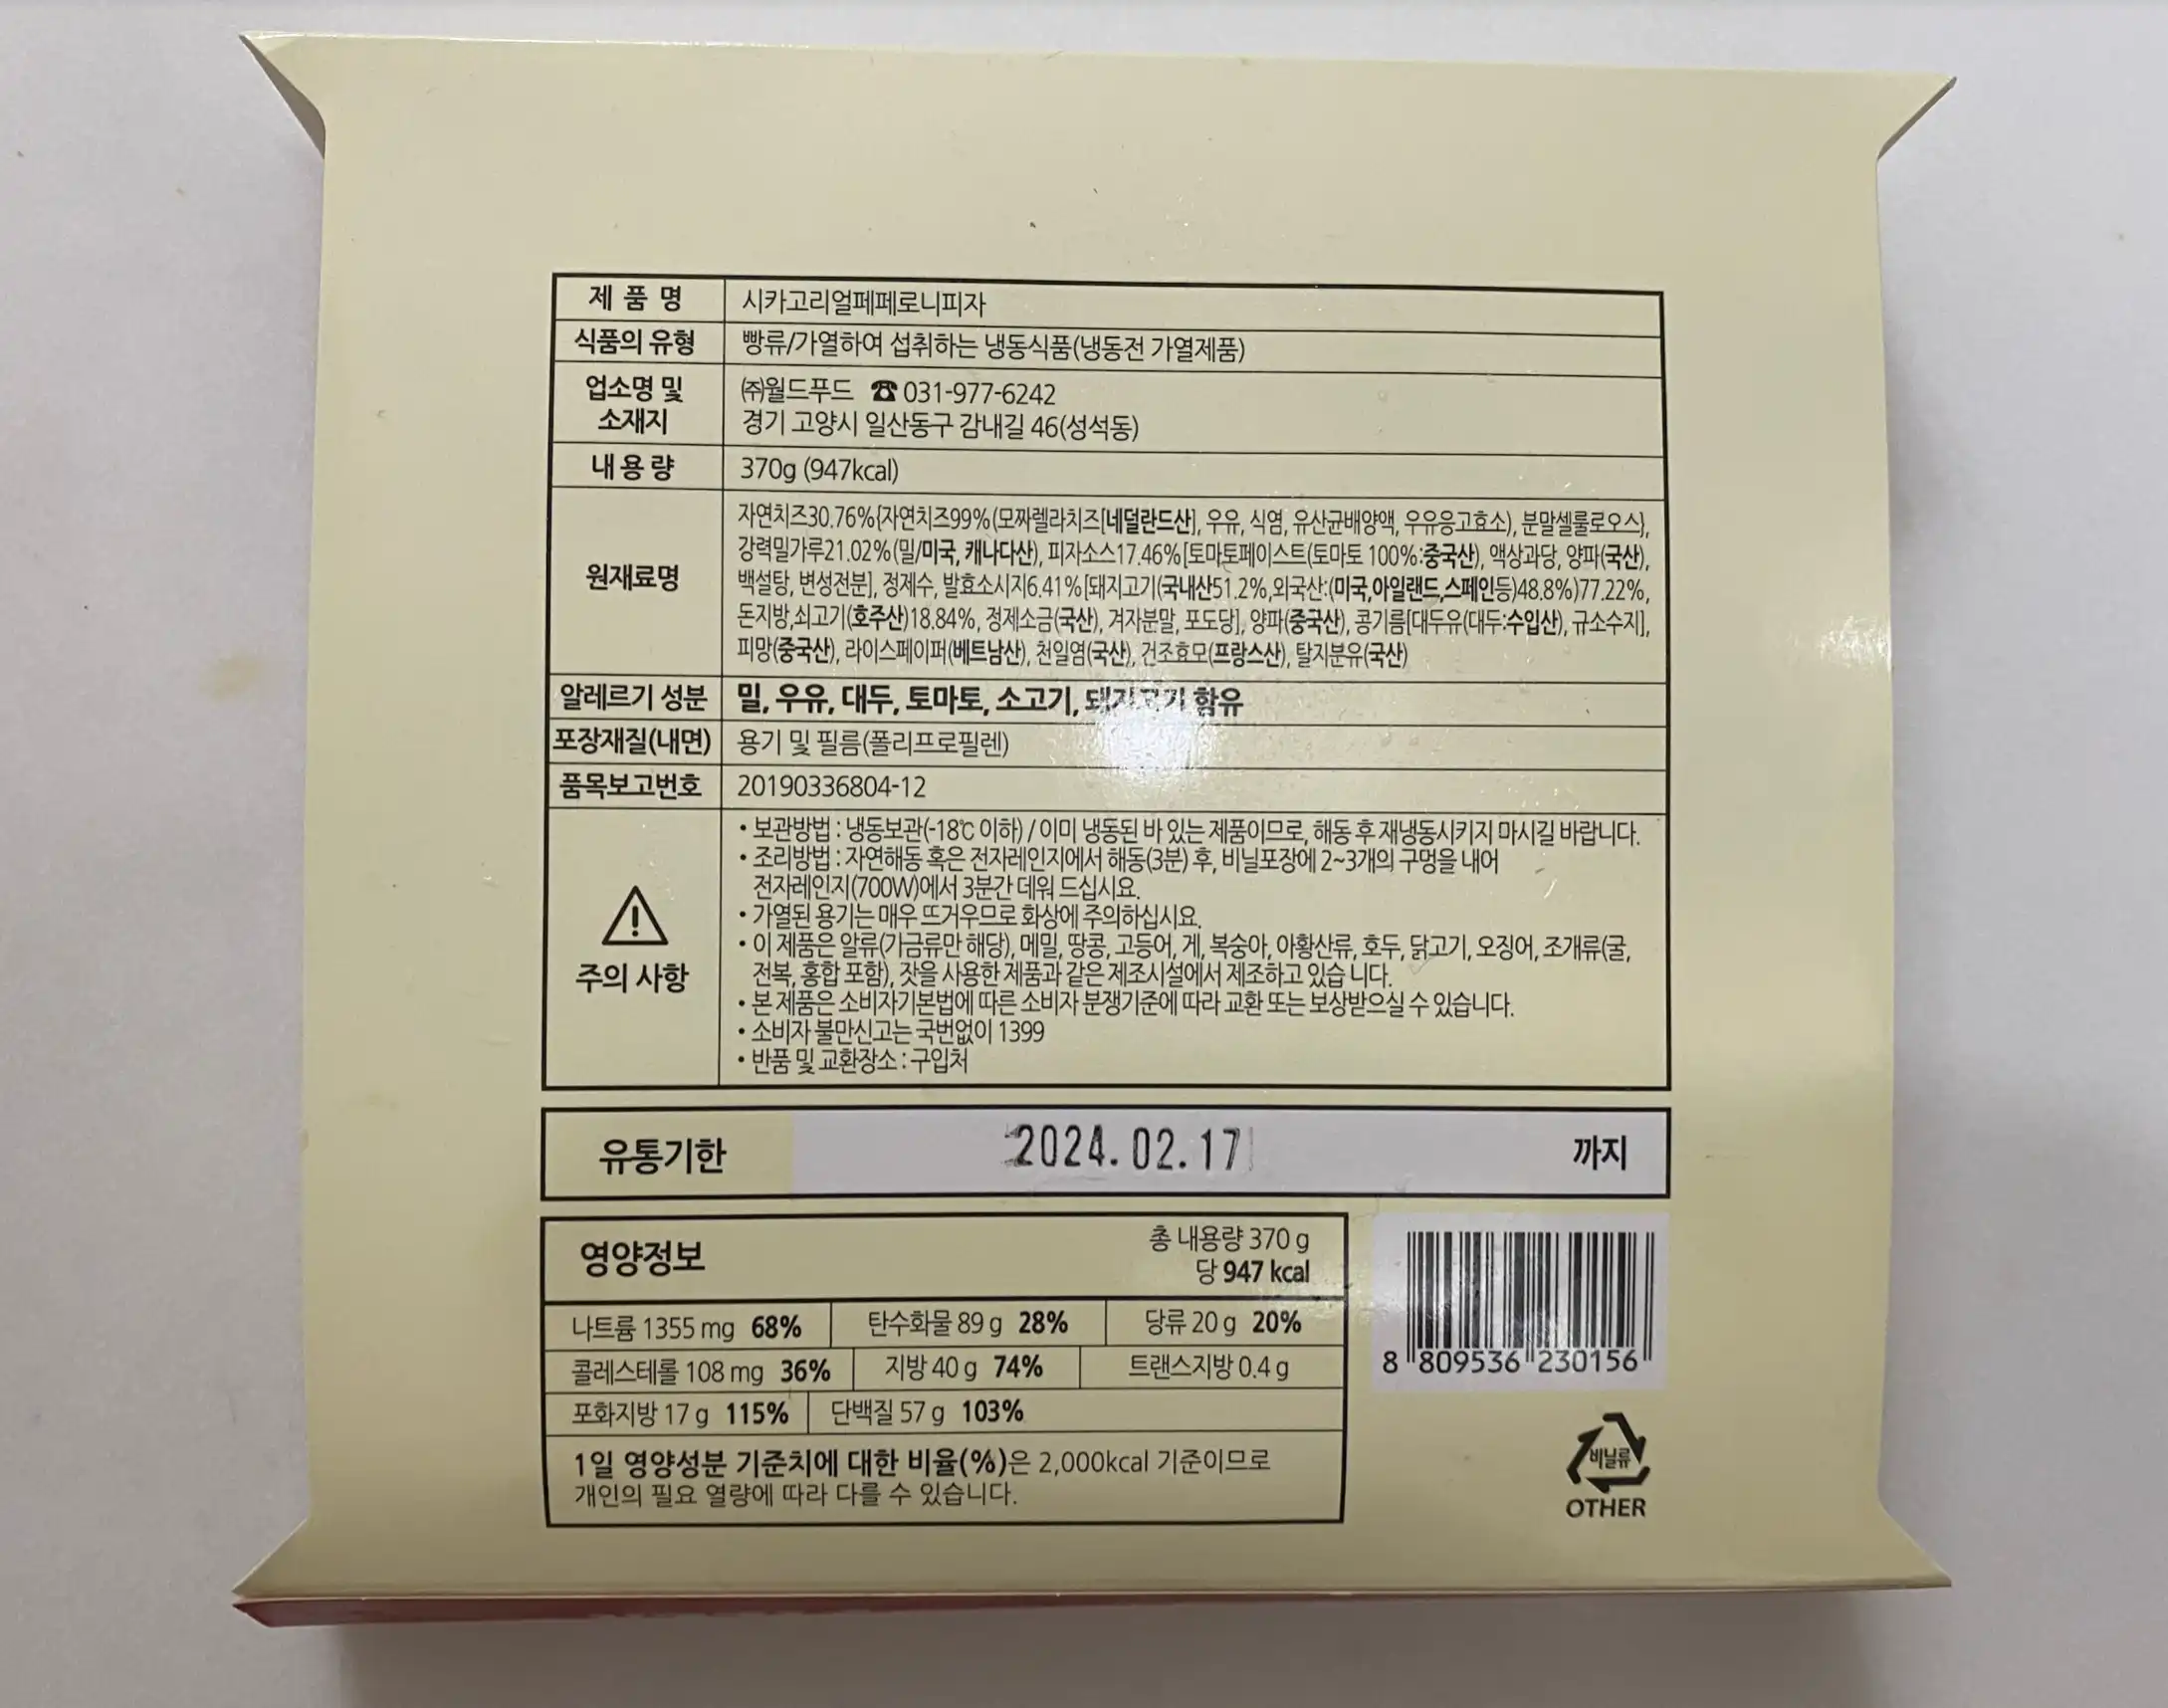 제 품 명 시카고리얼페페로니피자
식품의 유형 빵류/가열하여 섭취하는 냉동식품(냉동전 가열제품)
업소명 및 소재지 ㈜월드푸드 ☎ 031-977-6242
경기 고양시 일산동구 감내길 46(성석동)
내 용 량 370g (947kcal)
원재료명
자연치즈30.76%{자연치즈99%(모짜렐라치즈[네덜란드산], 우유, 식염, 유산균배양액, 우유응고효소), 분말셀룰로오스},
강력밀가루21.02%(밀/미국, 캐나다산), 피자소스17.46%[토마토페이스트(토마토 100%:중국산), 액상과당, 양파(국산),
백설탕, 변성전분], 정제수, 발효소시지6.41%[돼지고기(국내산51.2%,외국산:(미국,아일랜드,스페인등)48.8%)77.22%,
돈지방,쇠고기(호주산)18.84%, 정제소금(국산), 겨자분말, 포도당], 양파(중국산), 콩기름[대두유(대두:수입산), 규소수지],
피망(중국산), 라이스페이퍼(베트남산), 천일염(국산), 건조효모(프랑스산), 탈지분유(국산)
알레르기 성분 밀, 우유, 대두, 토마토, 소고기, 돼지고기 함유
포장재질(내면) 용기 및 필름(폴리프로필렌)
품목보고번호 20190336804-12
주의 사항
• 보관방법 : 냉동보관(-18℃ 이하) / 이미 냉동된 바 있는 제품이므로, 해동 후 재냉동시키지 마시길 바랍니다.
• 조리방법 : 자연해동 혹은 전자레인지에서 해동(3분) 후, 비닐포장에 2~3개의 구멍을 내어
전자레인지(700W)에서 3분간 데워 드십시요.
• 가열된 용기는 매우 뜨거우므로 화상에 주의하십시요.
• 이 제품은 알류(가금류만 해당), 메밀, 땅콩, 고등어, 게, 복숭아, 아황산류, 호두, 닭고기, 오징어, 조개류(굴,
전복, 홍합 포함), 잣을 사용한 제품과 같은 제조시설에서 제조하고 있습 니다.
• 본 제품은 소비자기본법에 따른 소비자 분쟁기준에 따라 교환 또는 보상받으실 수 있습니다.
• 소비자 불만신고는 국번없이 1399
• 반품 및 교환장소 : 구입처
유통기한 2024.02.17 까지
영양정보 총 내용량 370 g
당 947 kcal
나트륨 1355 mg 68% 탄수화물 89 g 28% 당류 20 g 20%
콜레스테롤 108 mg 36% 지방 40 g 74% 트랜스지방 0.4 g
포화지방 17 g 115% 단백질 57 g 103%
1일 영양성분 기준치에 대한 비율(%)은 2,000kcal 기준이므로
개인의 필요 열량에 따라 다를 수 있습니다.
8 809536 230156
비닐류
OTHER